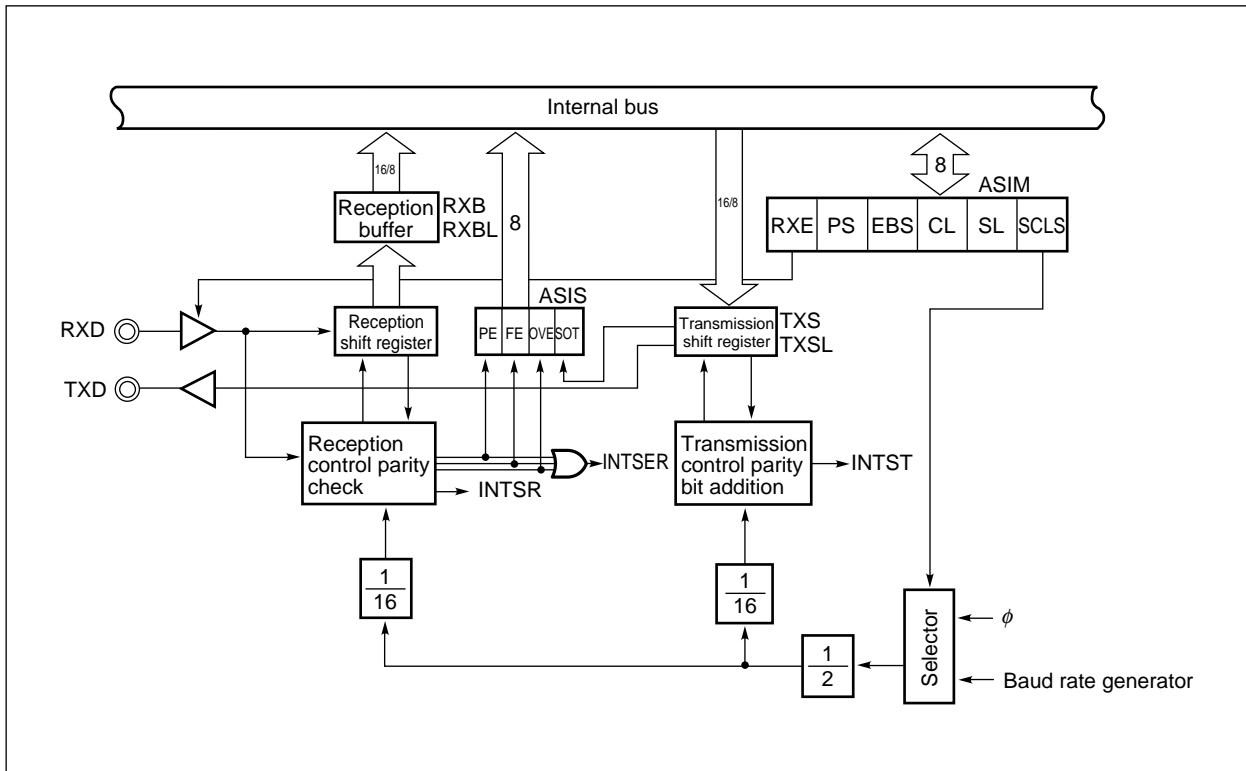 Internal bus
16/8
8
16/8
8
ASIM
Reception
buffer
RXB
RXBL
RXE PS EBS CL SL SCLS
ASIS
RXD
Reception
shift register
PE FE OVE SOT
Transmission
shift register
TXS
TXSL
TXD
Reception
control parity
check
INTSER
INTSR
Transmission
control parity
bit addition
INTST
1
16
1
16
1
2
Selector
ϕ
Baud rate generator